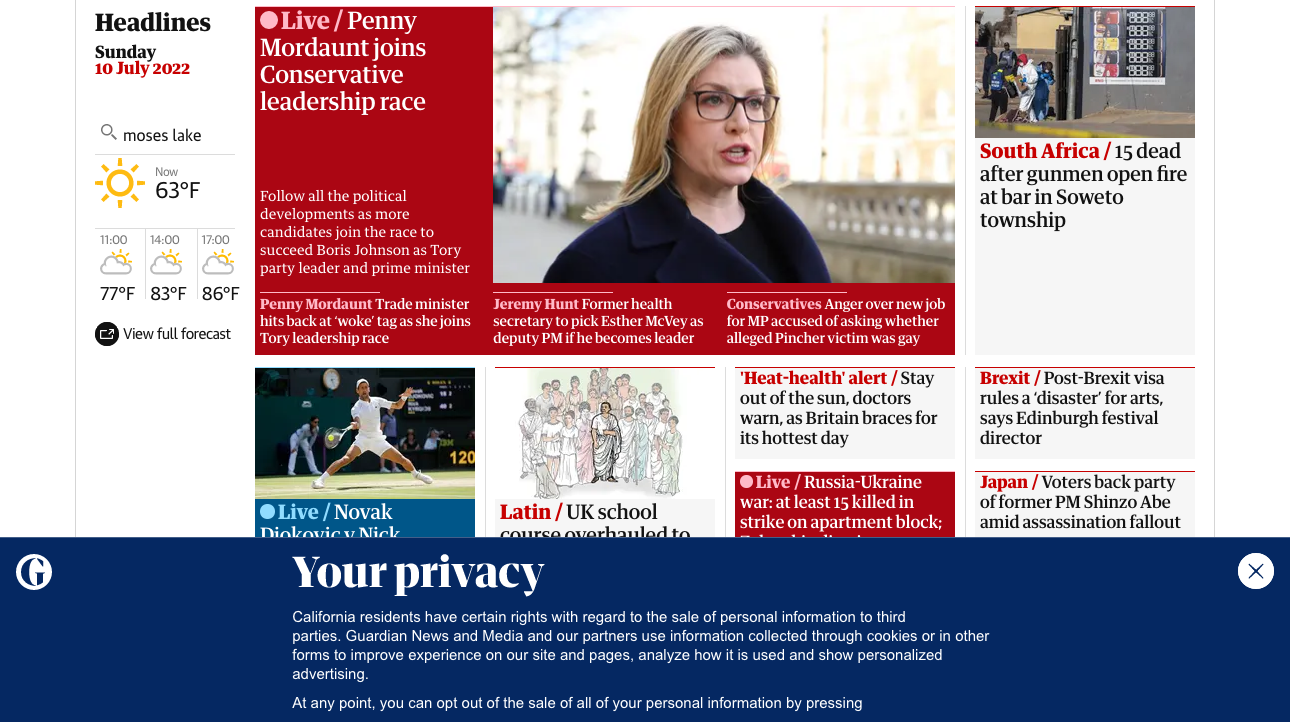 Headlines
Sunday
10 July 2022
moses lake
Now
63°F
11:00
14:00
17:00
77°F
83°F
86°F
View full forecast
Live / Penny
Mordaunt joins
Conservative
leadership race
Follow all the political
developments as more
candidates join the race to
succeed Boris Johnson as Tory
party leader and prime minister
Penny Mordaunt Trade minister
hits back at ‘woke’ tag as she joins
Tory leadership race
Jeremy Hunt Former health
secretary to pick Esther McVey as
deputy PM if he becomes leader
Conservatives Anger over new job
for MP accused of asking whether
alleged Pincher victim was gay
South Africa / 15 dead
after gunmen open fire
at bar in Soweto
township
120
Live / Novak
Djokovic v Nick
Latin / UK school
course overhauled to
'Heat-health' alert / Stay
out of the sun, doctors
warn, as Britain braces for
its hottest day
Live / Russia-Ukraine
war: at least 15 killed in
strike on apartment block;
Brexit / Post-Brexit visa
rules a ‘disaster’ for arts,
says Edinburgh festival
director
Japan / Voters back party
of former PM Shinzo Abe
amid assassination fallout
Your privacy
California residents have certain rights with regard to the sale of personal information to third
parties. Guardian News and Media and our partners use information collected through cookies or in other
forms to improve experience on our site and pages, analyze how it is used and show personalized
advertising.
At any point, you can opt out of the sale of all of your personal information by pressing